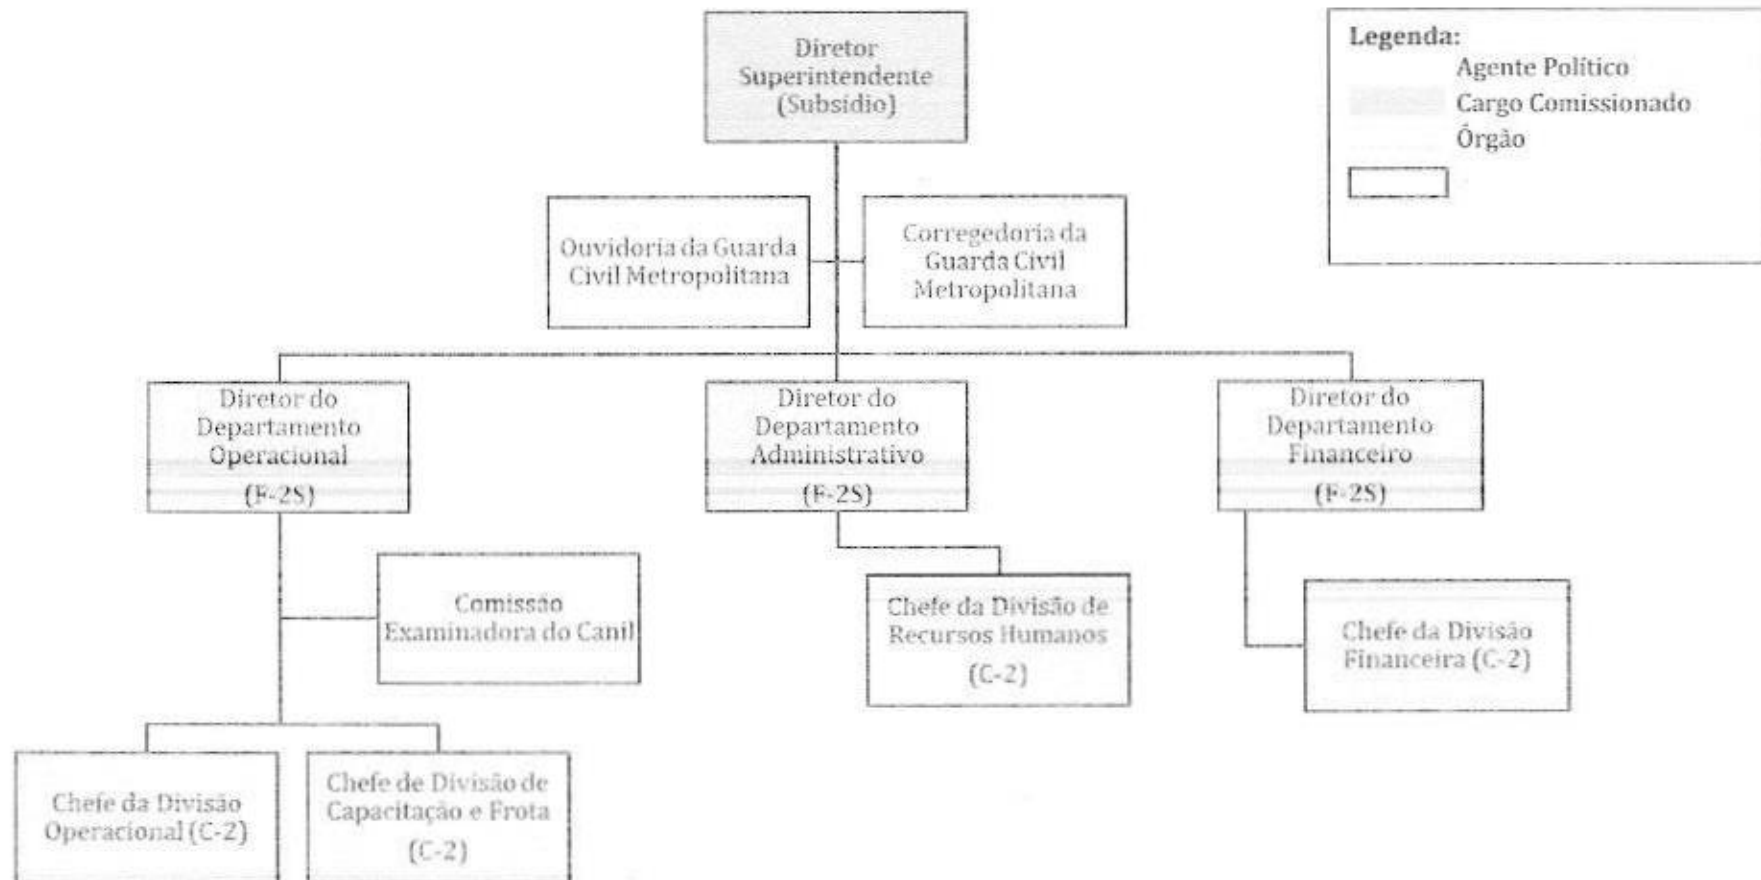 Diretor
Superintendente
(Subsídio)
Legenda:
Agente Político
Cargo Comissionado
Órgão
Ouvidoria da Guarda
Civil Metropolitana
Corregedoria da
Guarda Civil
Metropolitana
Diretor do
Departamento
Operacional
(F-2S)
Diretor do
Departamento
Administrativo
(F-2S)
Diretor do
Departamento
Financeiro
(F-2S)
Comissão
Examinadora do Canil
Chefe da Divisão de
Recursos Humanos
(C-2)
Chefe da Divisão
Financeira (C-2)
Chefe da Divisão
Operacional (C-2)
Chefe de Divisão de
Capacitação e Frota
(C-2)